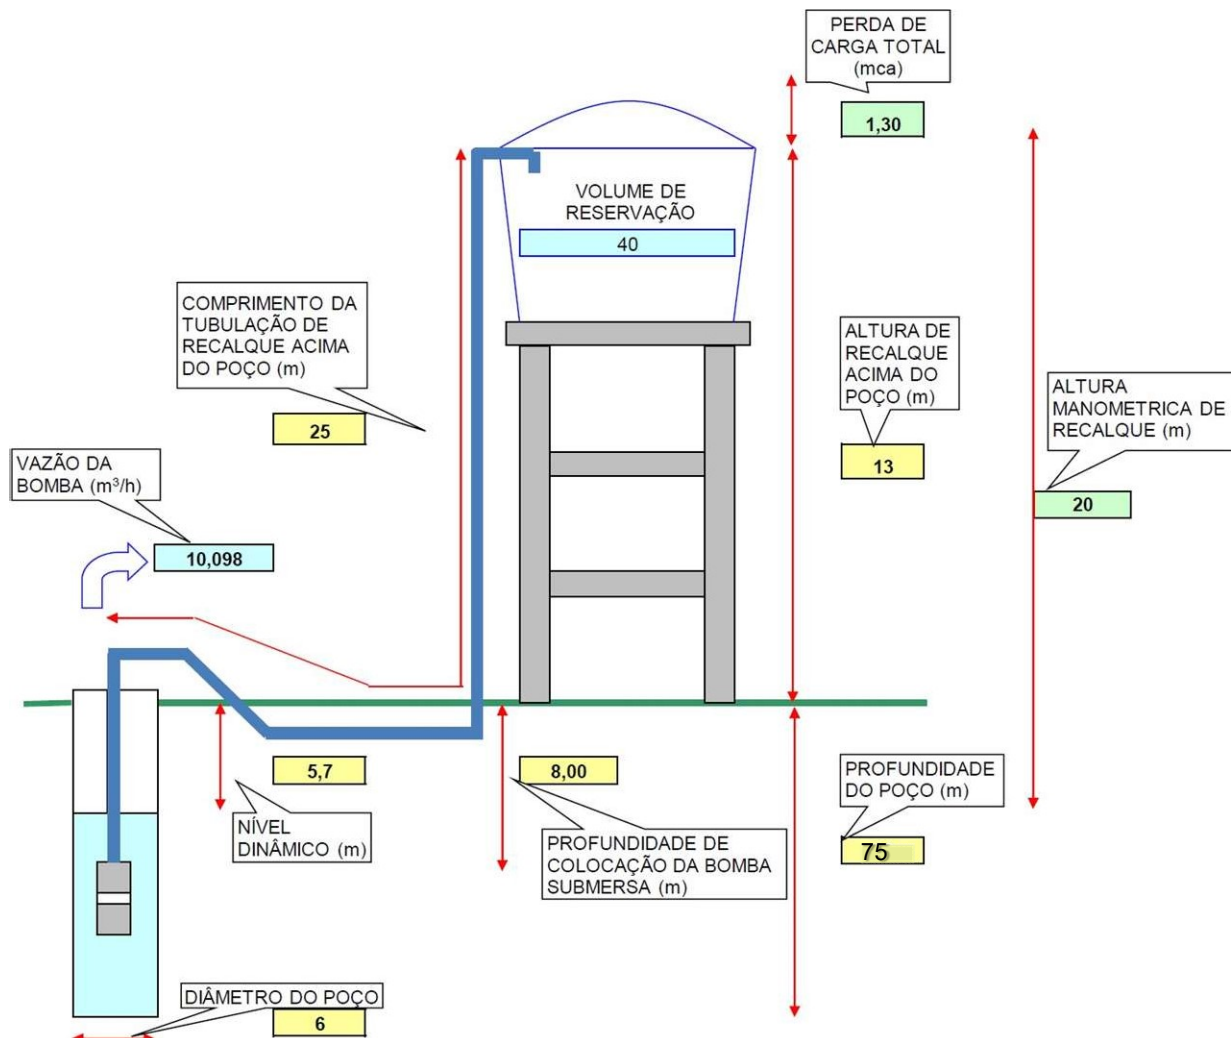 PERDA DE
CARGA TOTAL
(mca)
1,30
VOLUME DE
RESERVAÇÃO
40
COMPRIMENTO DA
TUBULAÇÃO DE
RECALQUE ACIMA
DO POÇO (m)
25
ALTURA DE
RECALQUE
ACIMA DO
POÇO (m)
13
ALTURA
MANOMETRICA DE
RECALQUE (m)
20
VAZÃO DA
BOMBA (m³/h)
10,098
5,7
NÍVEL
DINÂMICO (m)
8,00
PROFUNDIDADE DE
COLOCAÇÃO DA BOMBA
SUBMERSA (m)
PROFUNDIDADE
DO POÇO (m)
75
DIÂMETRO DO POÇO
6